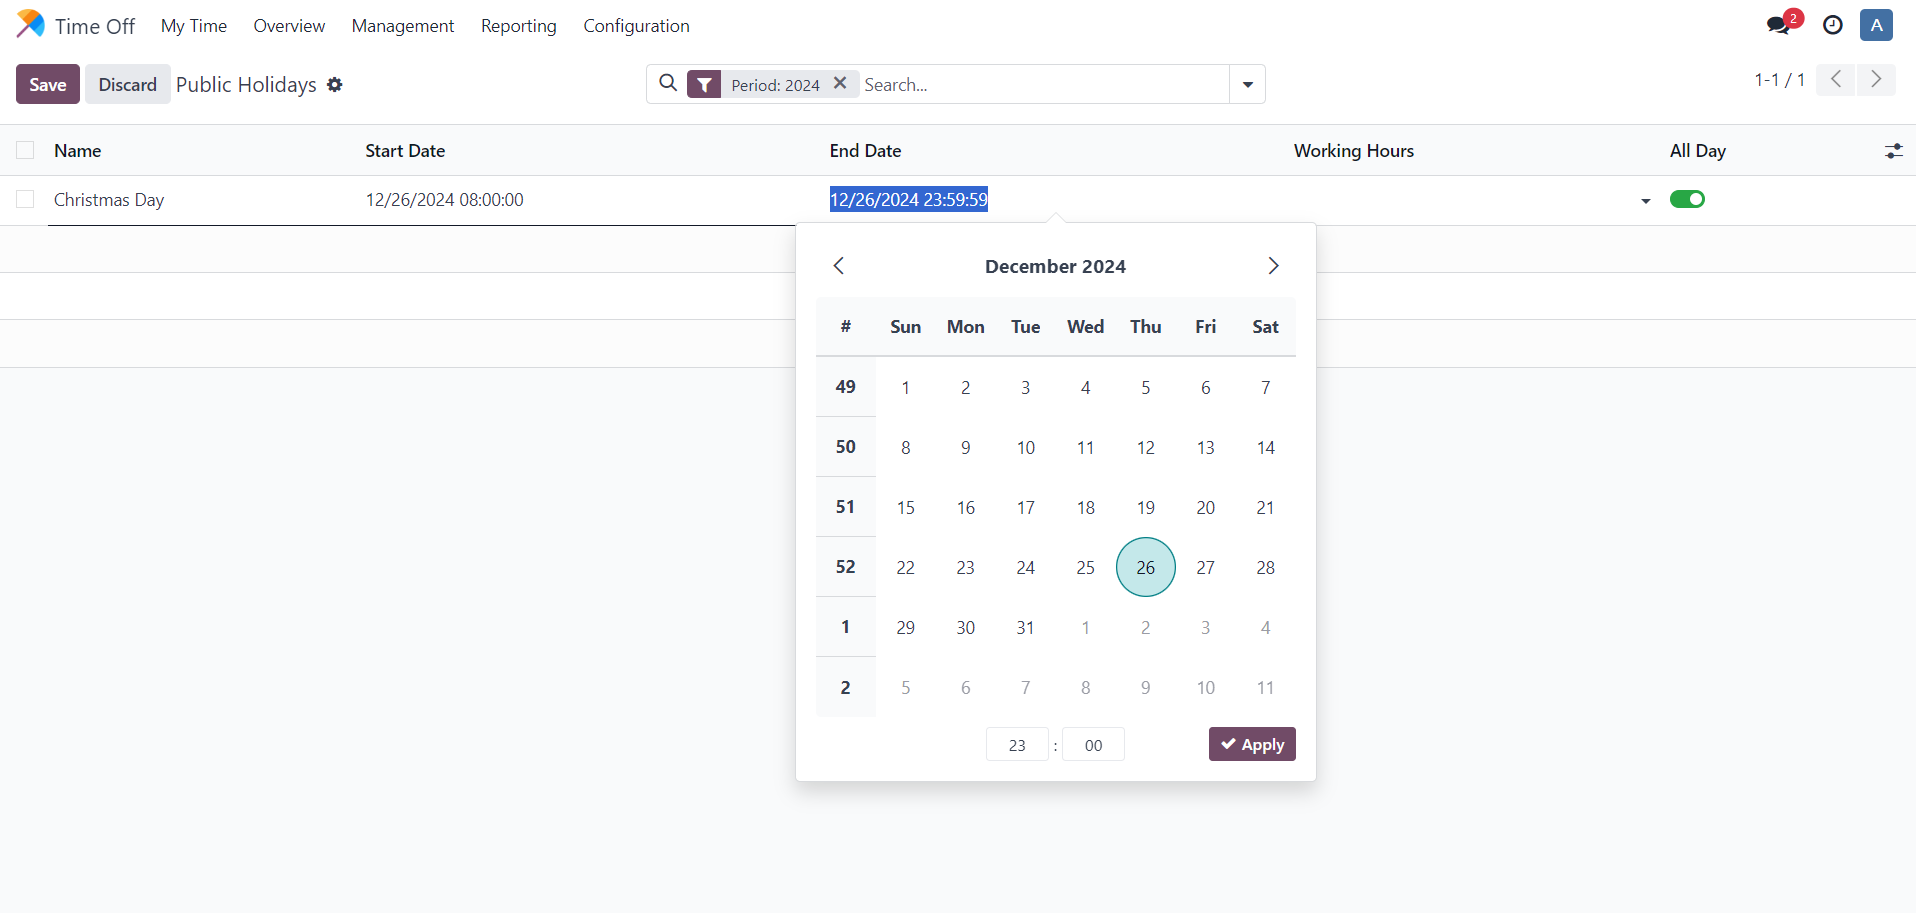 Time Off My Time Overview Management Reporting Configuration 2 A
Save Discard Public Holidays Period: 2024 Search... 1-1 / 1
Name Start Date End Date Working Hours All Day
Christmas Day 12/26/2024 08:00:00 12/26/2024 23:59:59
December 2024
# Sun Mon Tue Wed Thu Fri Sat
49 1 2 3 4 5 6 7
50 8 9 10 11 12 13 14
51 15 16 17 18 19 20 21
52 22 23 24 25 26 27 28
1 29 30 31 1 2 3 4
2 5 6 7 8 9 10 11
23 : 00 Apply